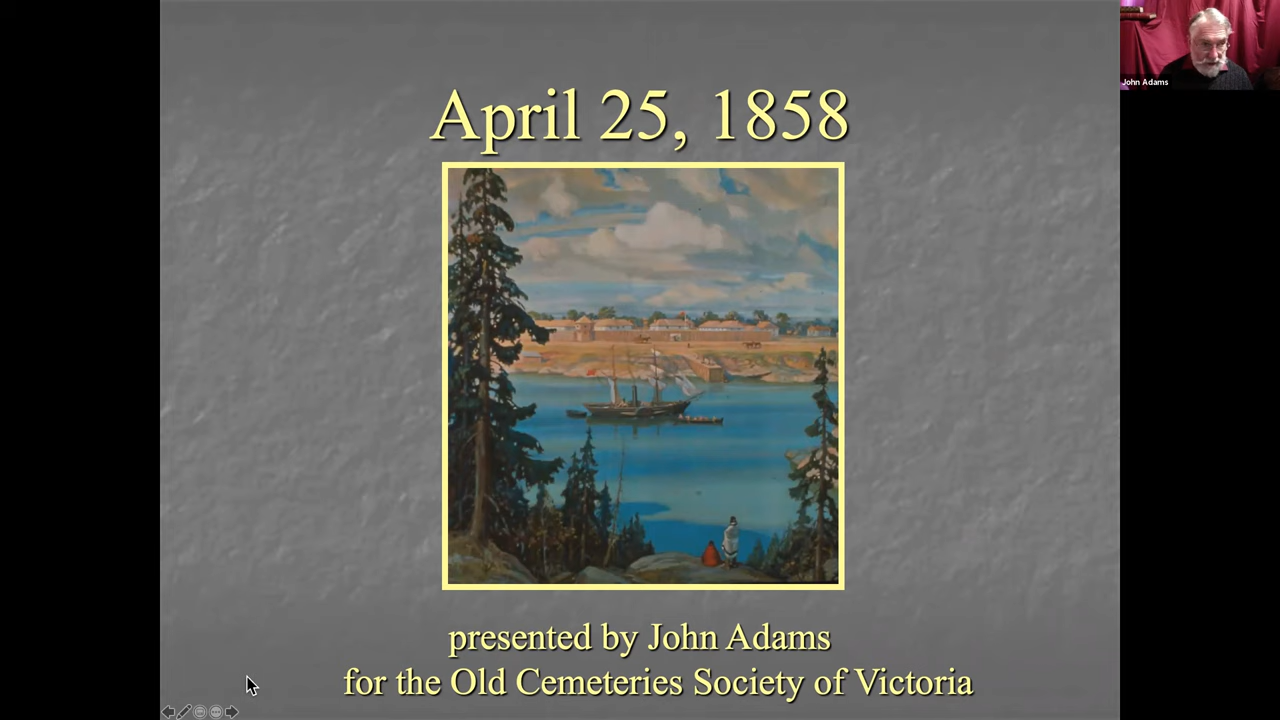 April 25, 1858
John Adams
presented by John Adams
for the Old Cemeteries Society of Victoria